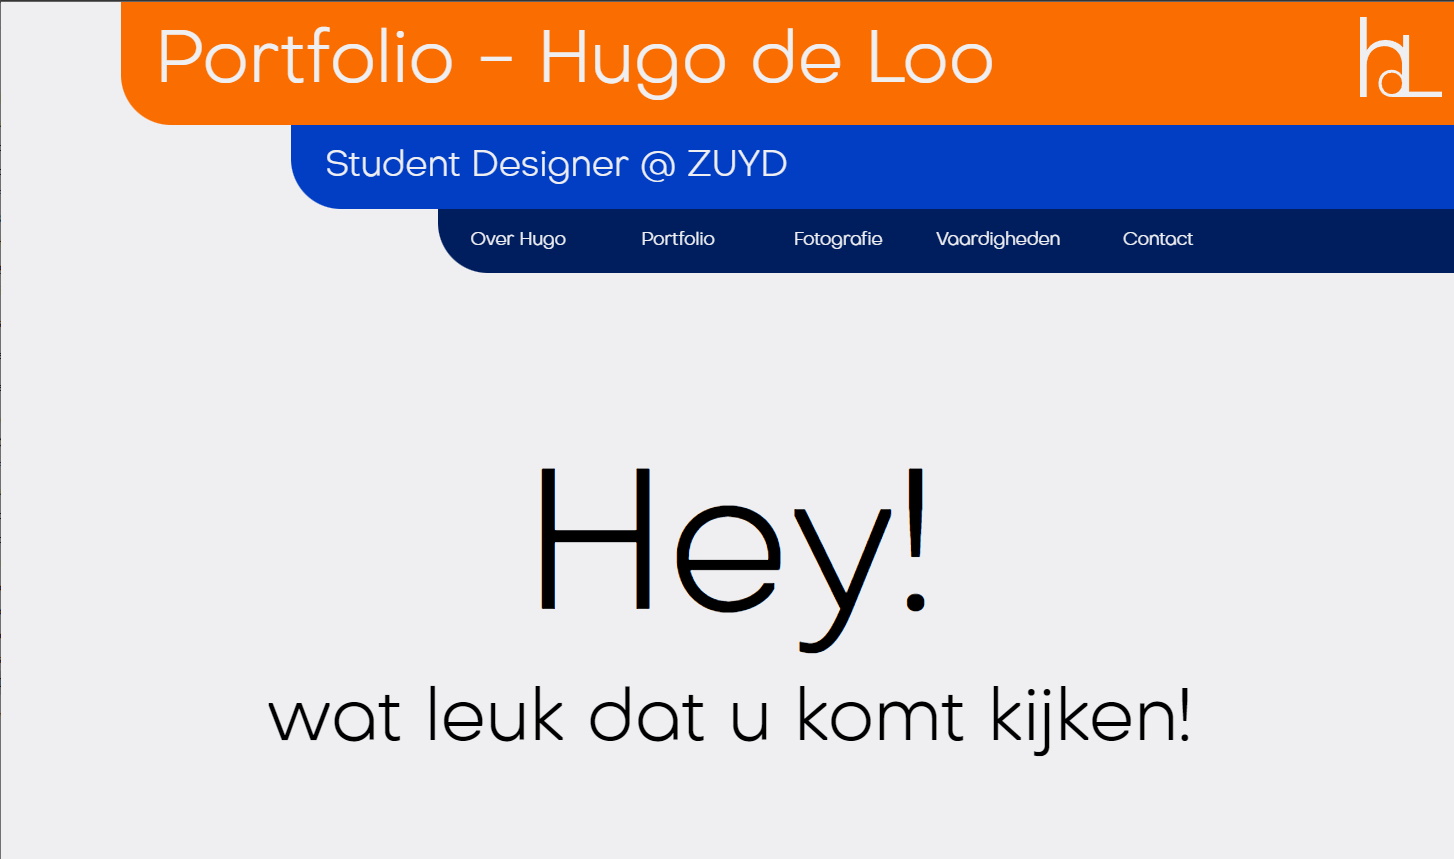 Portfolio - Hugo de Loo
hdL
Student Designer @ ZUYD
Over Hugo Portfolio Fotografie Vaardigheden Contact
Hey!
wat leuk dat u komt kijken!